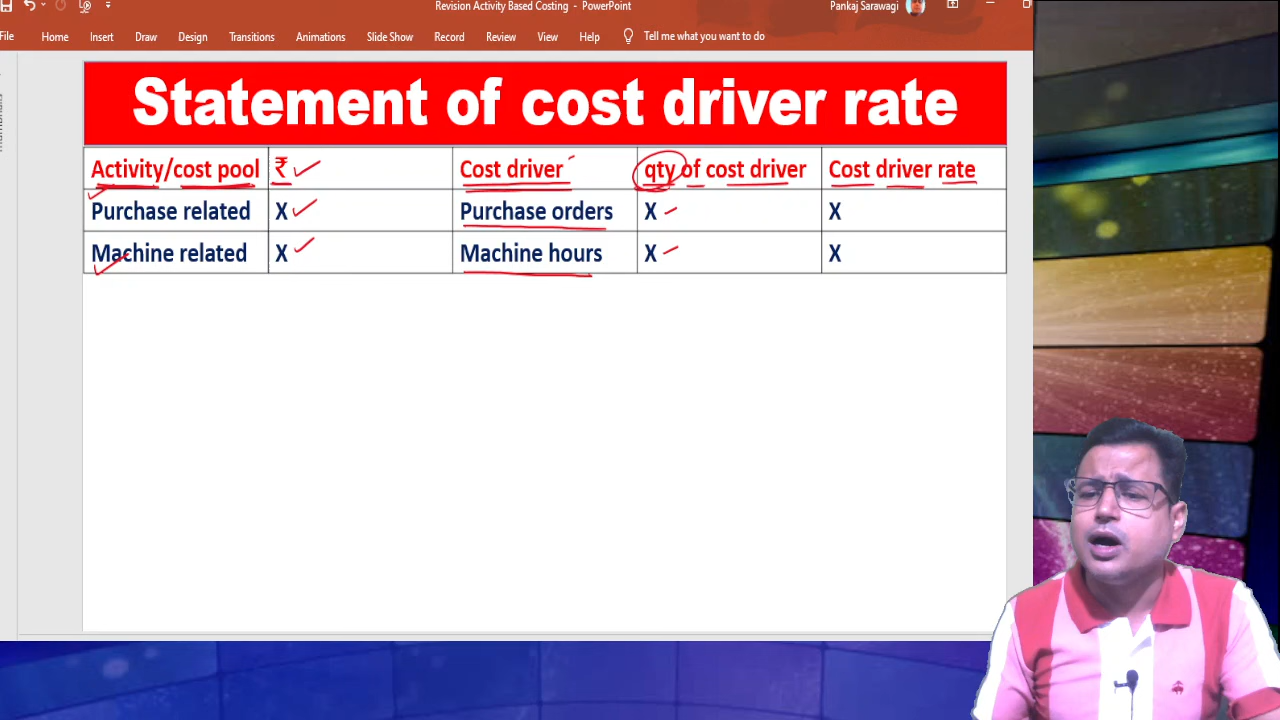 Revision Activity Based Costing - PowerPoint
Pankaj Sarawagi
File Home Insert Draw Design Transitions Animations Slide Show Record Review View Help Tell me what you want to do
Statement of cost driver rate
Activity/cost pool ₹ Cost driver qty of cost driver Cost driver rate
Purchase related X Purchase orders X X
Machine related X Machine hours X X